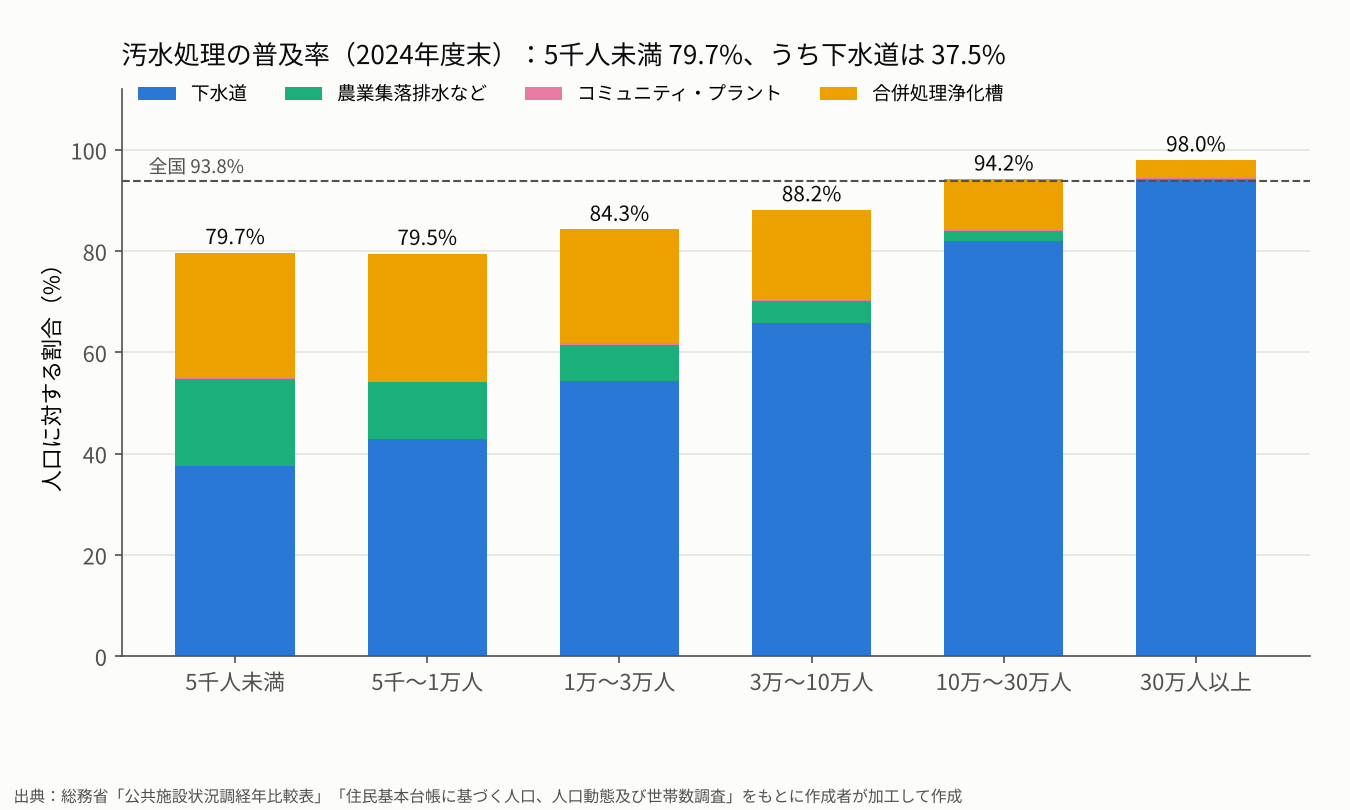 汚水処理の普及率（2024年度末）：5千人未満 79.7%、うち下水道は 37.5%
下水道 農業集落排水など コミュニティ・プラント 合併処理浄化槽
人口に対する割合（%）
100
80
60
40
20
0
全国 93.8%
79.7% 79.5% 84.3% 88.2% 94.2% 98.0%
5千人未満 5千～1万人 1万～3万人 3万～10万人 10万～30万人 30万人以上
出典：総務省「公共施設状況調経年比較表」「住民基本台帳に基づく人口、人口動態及び世帯数調査」をもとに作成者が加工して作成